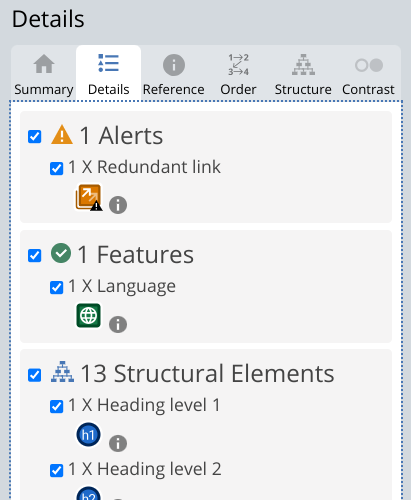 Details
Summary Details Reference Order Structure Contrast
1 Alerts
1 X Redundant link
1 Features
1 X Language
13 Structural Elements
1 X Heading level 1
h1
1 X Heading level 2
h2